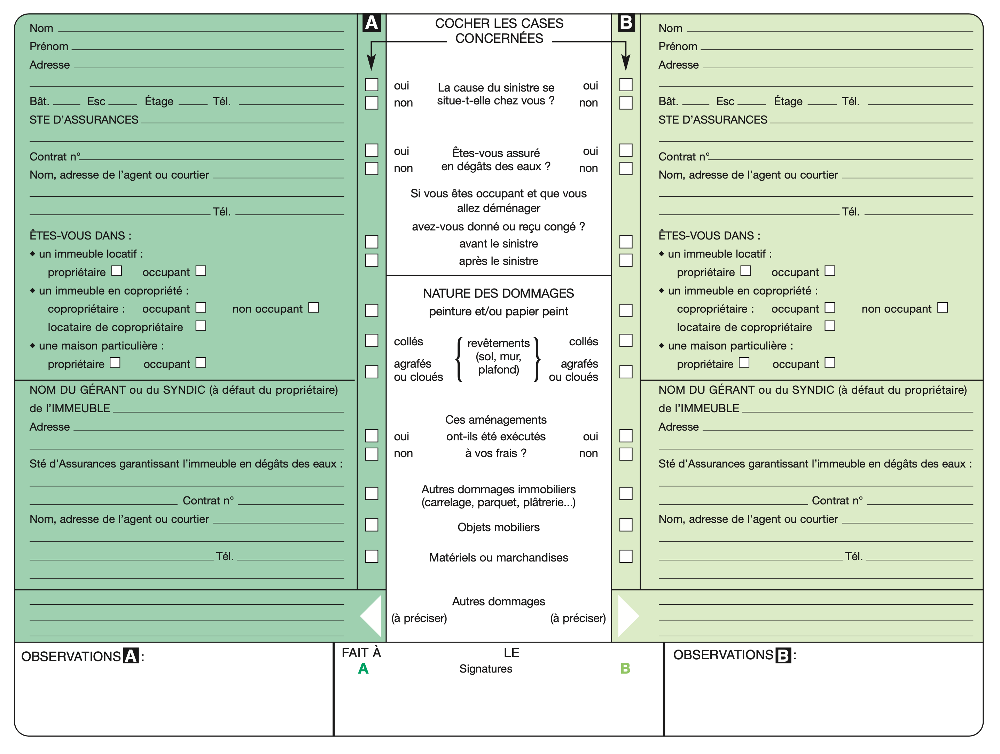 Nom
Prénom
Adresse
Bât. Esc Étage Tél.
STE D’ASSURANCES
Contrat n°
Nom, adresse de l’agent ou courtier
Tél.
ÊTES-VOUS DANS :
◆ un immeuble locatif :
propriétaire occupant
◆ un immeuble en copropriété :
copropriétaire : occupant non occupant
locataire de copropriétaire
◆ une maison particulière :
propriétaire occupant
NOM DU GÉRANT ou du SYNDIC (à défaut du propriétaire)
de l’IMMEUBLE
Adresse
Sté d’Assurances garantissant l’immeuble en dégâts des eaux :
Contrat n°
Nom, adresse de l’agent ou courtier
Tél.
A
COCHER LES CASES
CONCERNÉES
B
oui La cause du sinistre se oui
non situe-t-elle chez vous ? non
oui Êtes-vous assuré oui
non en dégâts des eaux ? non
Si vous êtes occupant et que vous
allez déménager
avez-vous donné ou reçu congé ?
avant le sinistre
après le sinistre
NATURE DES DOMMAGES
peinture et/ou papier peint
collés revêtements collés
agrafés (sol, mur, agrafés
ou cloués plafond) ou cloués
Ces aménagements
oui ont-ils été exécutés oui
non à vos frais ? non
Autres dommages immobiliers
(carrelage, parquet, plâtrerie...)
Objets mobiliers
Matériels ou marchandises
Autres dommages
(à préciser) (à préciser)
Nom
Prénom
Adresse
Bât. Esc Étage Tél.
STE D’ASSURANCES
Contrat n°
Nom, adresse de l’agent ou courtier
Tél.
ÊTES-VOUS DANS :
◆ un immeuble locatif :
propriétaire occupant
◆ un immeuble en copropriété :
copropriétaire : occupant non occupant
locataire de copropriétaire
◆ une maison particulière :
propriétaire occupant
NOM DU GÉRANT ou du SYNDIC (à défaut du propriétaire)
de l’IMMEUBLE
Adresse
Sté d’Assurances garantissant l’immeuble en dégâts des eaux :
Contrat n°
Nom, adresse de l’agent ou courtier
Tél.
OBSERVATIONS A :
FAIT À LE
A Signatures B
OBSERVATIONS B :